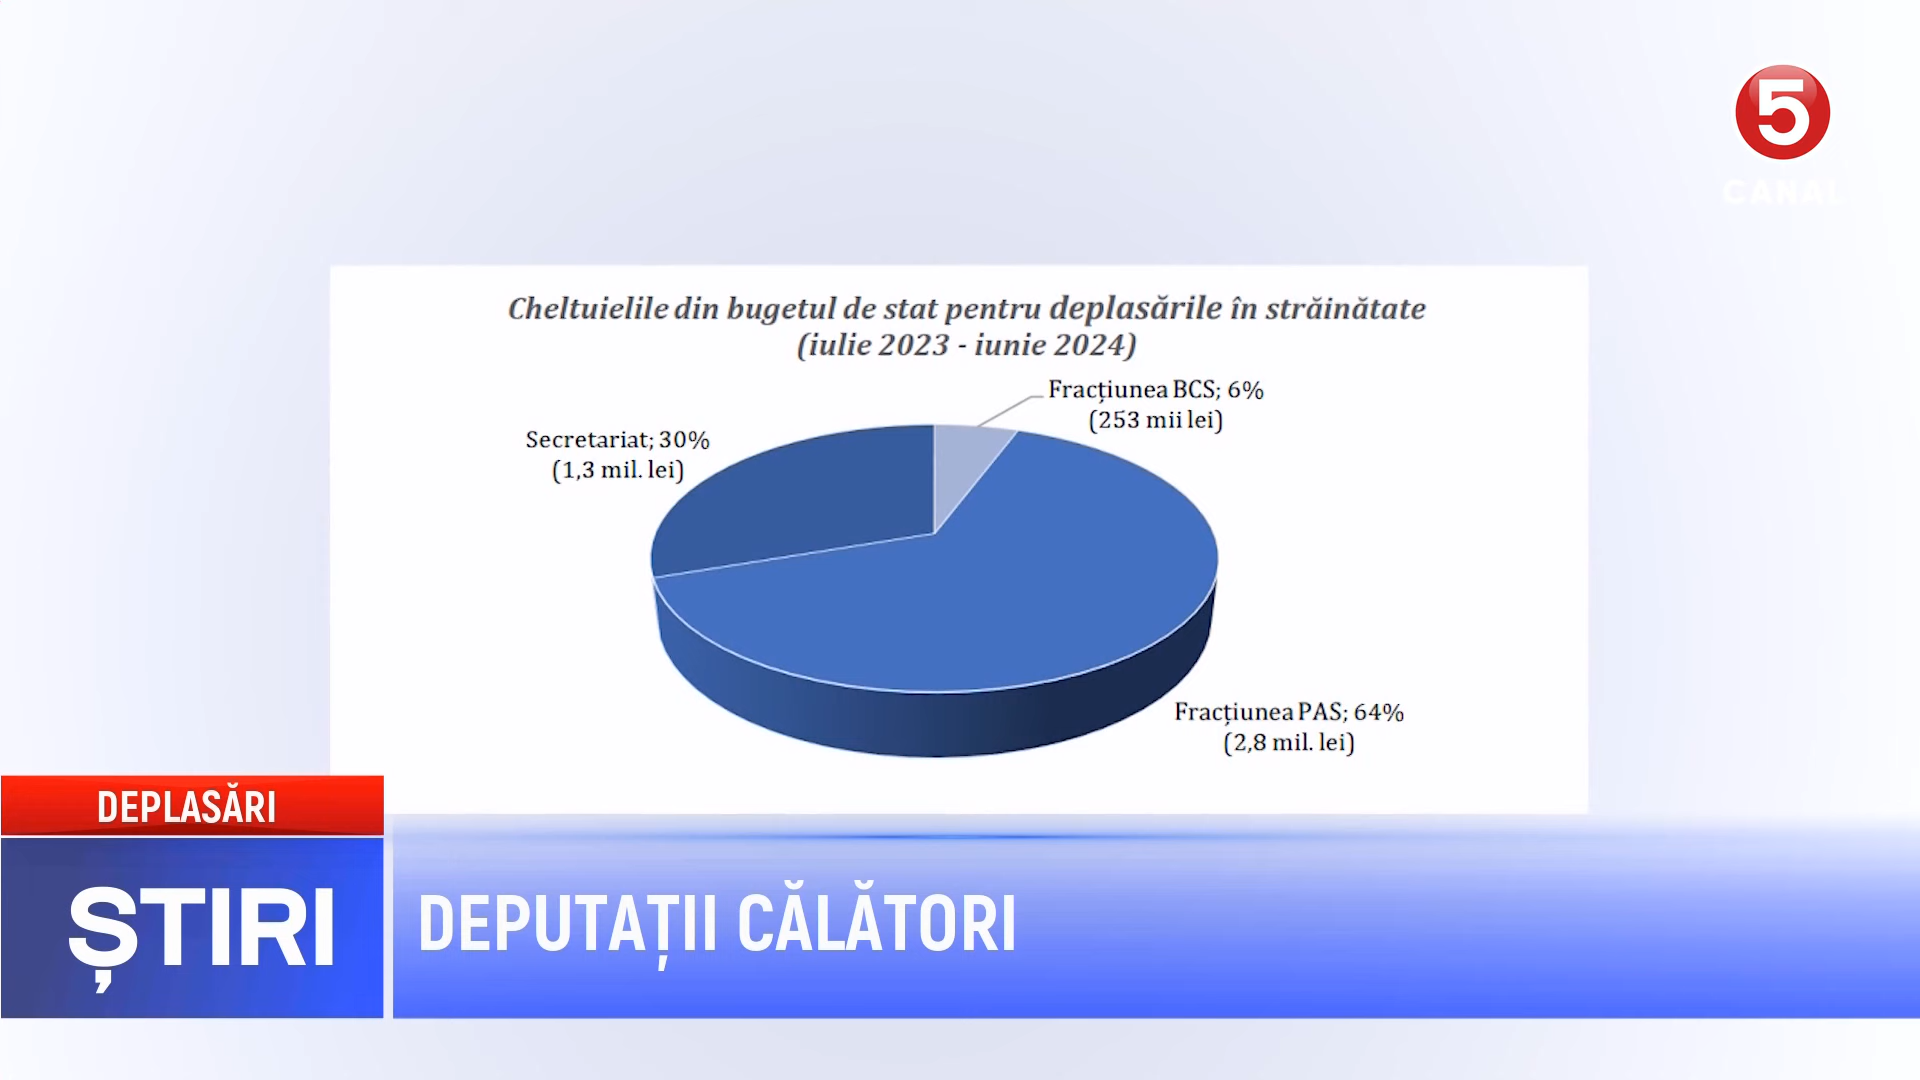 5
CANAL
Cheltuielile din bugetul de stat pentru deplasările în străinătate
(iulie 2023 - iunie 2024)
Fracțiunea BCS; 6%
(253 mii lei)
Secretariat; 30%
(1,3 mil. lei)
Fracțiunea PAS; 64%
(2,8 mil. lei)
DEPLASĂRI
ȘTIRI
DEPUTAȚII CĂLĂTORI